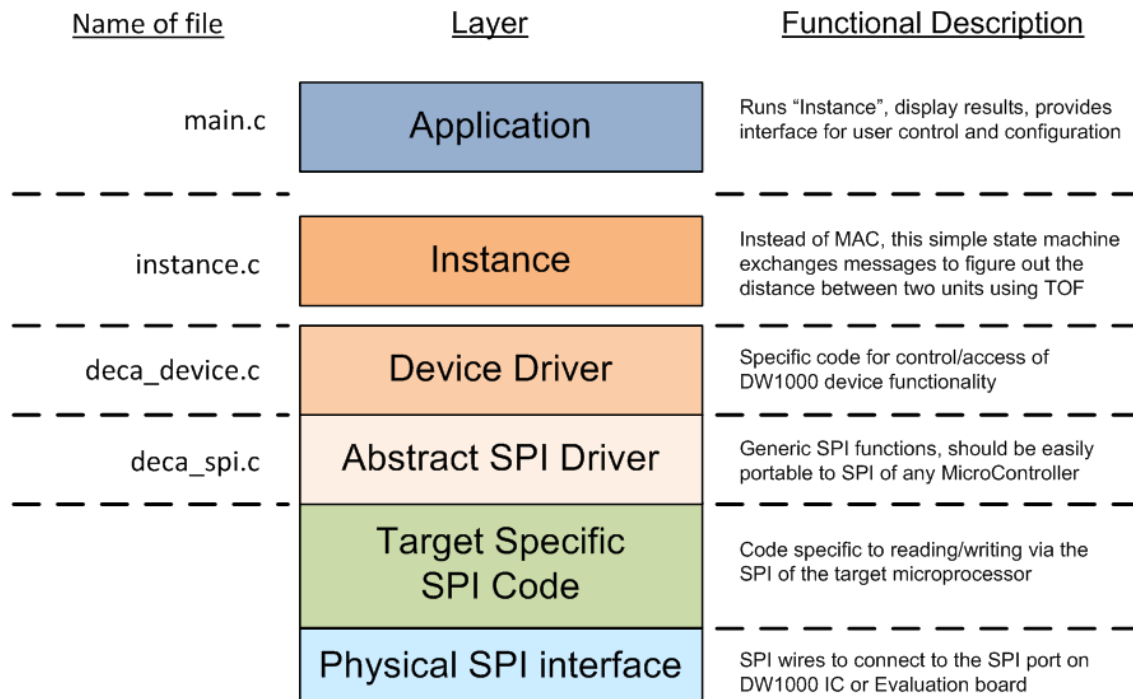 Name of file
Layer
Functional Description
main.c
Application
Runs “Instance”, display results, provides
interface for user control and configuration
instance.c
Instance
Instead of MAC, this simple state machine
exchanges messages to figure out the
distance between two units using TOF
deca_device.c
Device Driver
Specific code for control/access of
DW1000 device functionality
deca_spi.c
Abstract SPI Driver
Generic SPI functions, should be easily
portable to SPI of any MicroController
Target Specific
SPI Code
Code specific to reading/writing via the
SPI of the target microprocessor
Physical SPI interface
SPI wires to connect to the SPI port on
DW1000 IC or Evaluation board